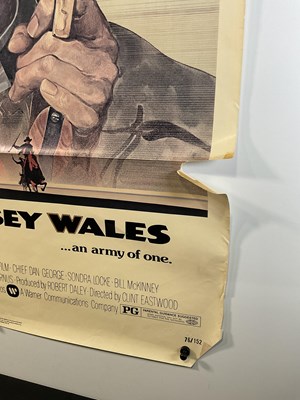 SEY WALES
...an army of one.
FILM · CHIEF DAN GEORGE · SONDRA LOCKE · BILL McKINNEY
Produced by ROBERT DALEY · Directed by CLINT EASTWOOD
A Warner Communications Company PG
76/152